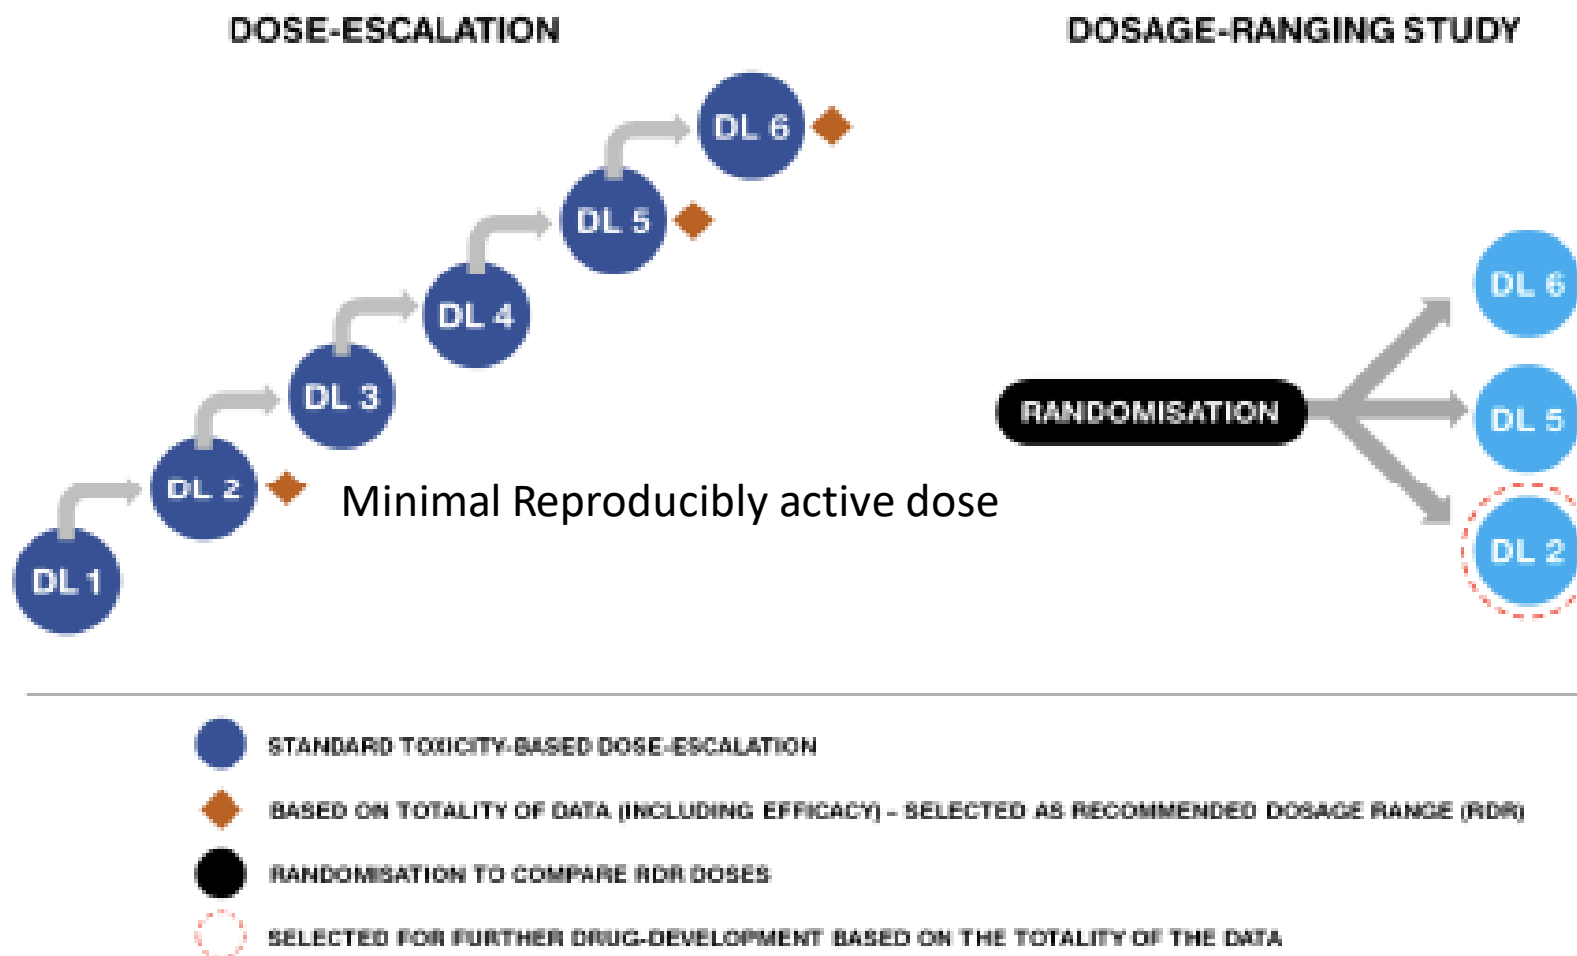 DOSE-ESCALATION
DOSAGE-RANGING STUDY
DL 6
DL 5
DL 4
DL 3
DL 2
DL 1
Minimal Reproducibly active dose
RANDOMISATION
DL 6
DL 5
DL 2
STANDARD TOXICITY-BASED DOSE-ESCALATION
BASED ON TOTALITY OF DATA (INCLUDING EFFICACY) – SELECTED AS RECOMMENDED DOSAGE RANGE (RDR)
RANDOMISATION TO COMPARE RDR DOSES
SELECTED FOR FURTHER DRUG-DEVELOPMENT BASED ON THE TOTALITY OF THE DATA